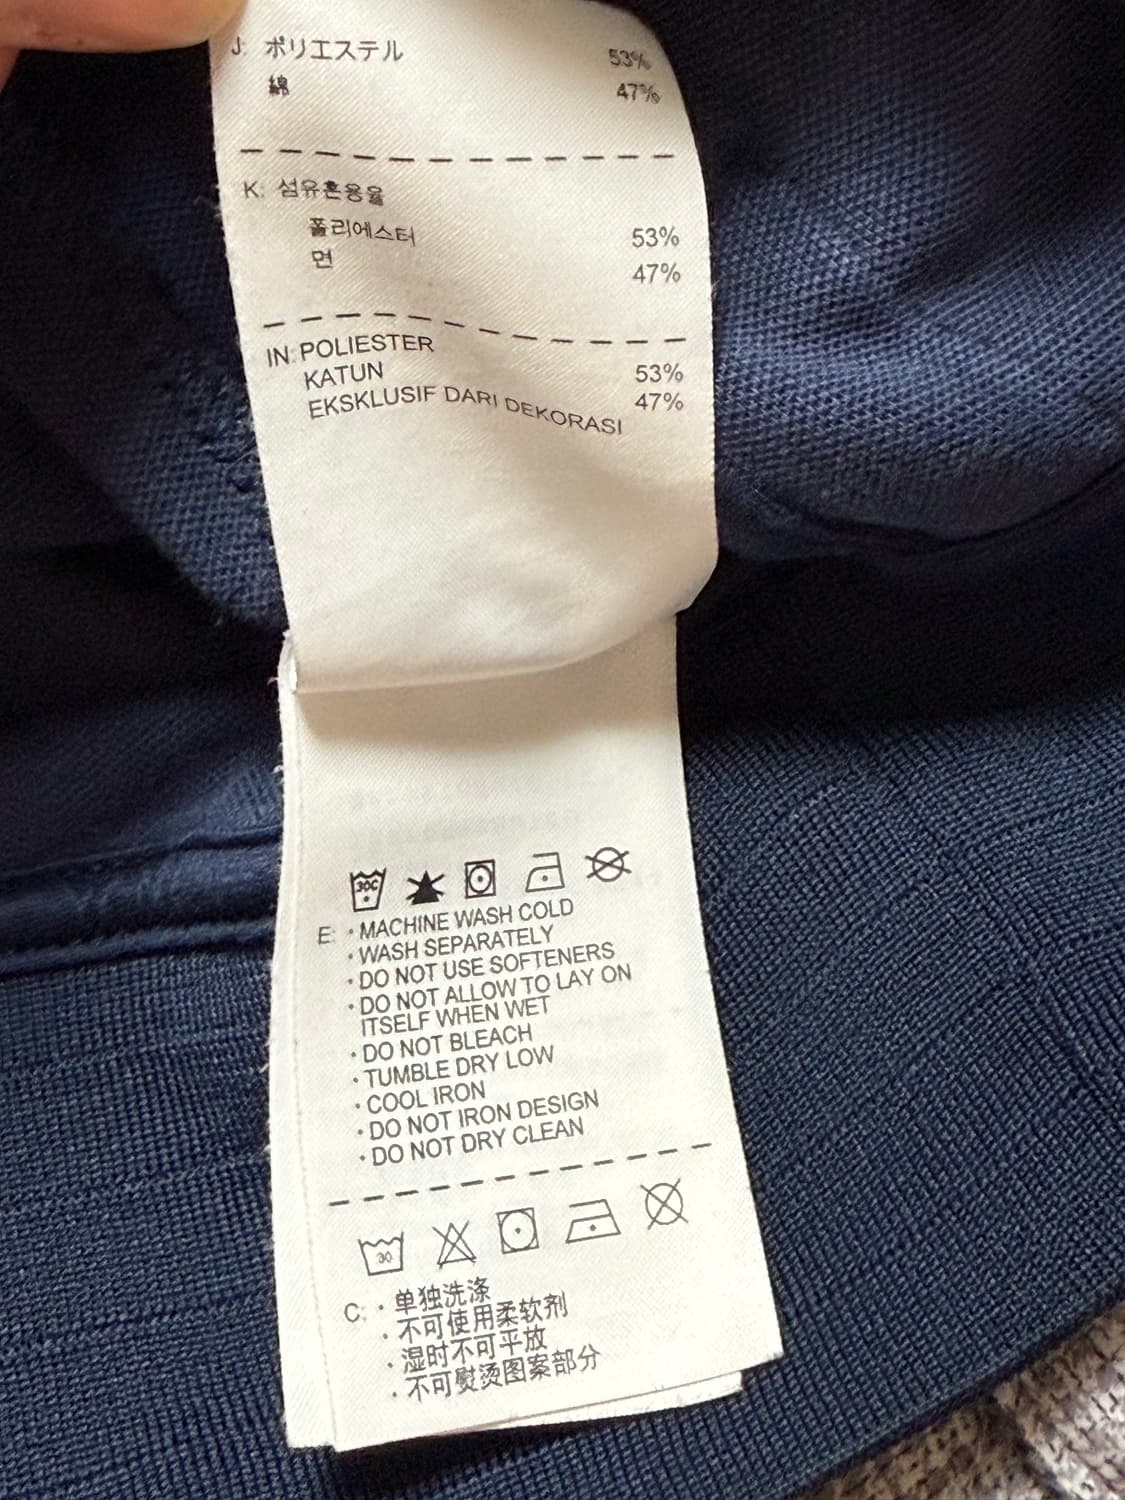 J: ポリエステル 53%
綿 47%
K: 섬유혼용율
폴리에스터 53%
면 47%
IN: POLIESTER 53%
KATUN 47%
EKSKLUSIF DARI DEKORASI
30C
E: • MACHINE WASH COLD
• WASH SEPARATELY
• DO NOT USE SOFTENERS
• DO NOT ALLOW TO LAY ON
ITSELF WHEN WET
• DO NOT BLEACH
• TUMBLE DRY LOW
• COOL IRON
• DO NOT IRON DESIGN
• DO NOT DRY CLEAN
30
C: • 单独洗涤
• 不可使用柔软剂
• 湿时不可平放
• 不可熨烫图案部分